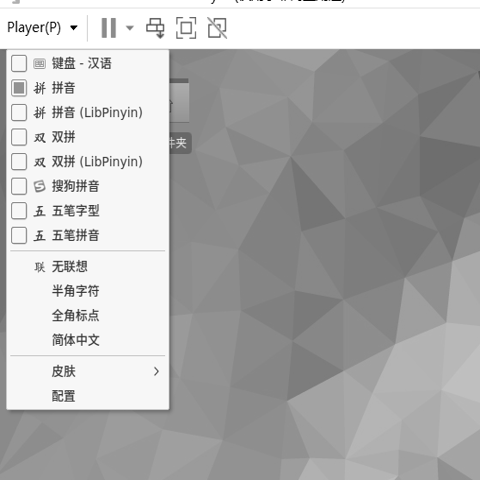 Player(P)
键盘 - 汉语
拼 拼音
拼 拼音 (LibPinyin)
双 双拼
双 双拼 (LibPinyin)
搜狗拼音
五 五笔字型
五 五笔拼音
联 无联想
半角字符
全角标点
简体中文
皮肤
配置
件夹